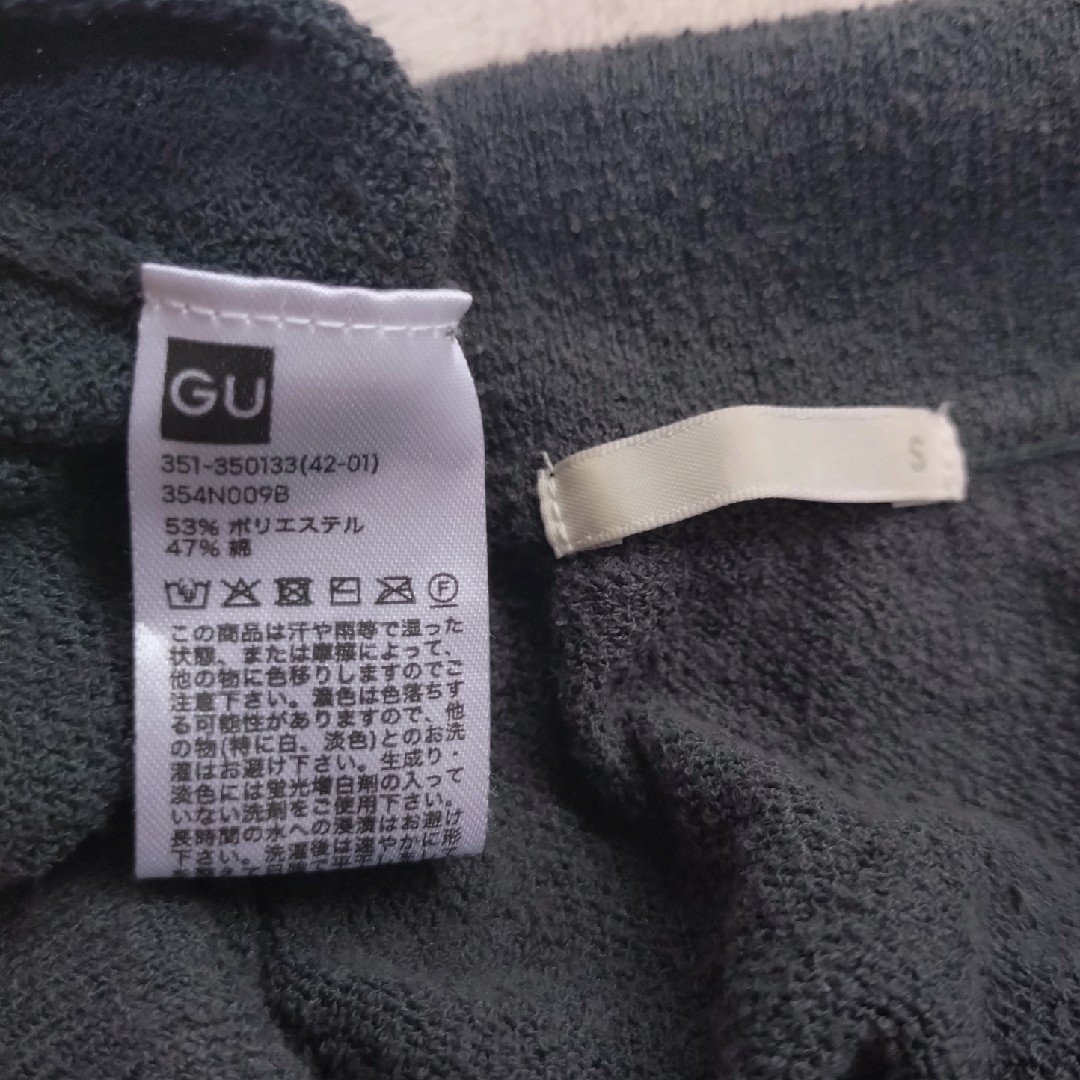 GU
351-350133(42-01)
354N009B
53% ポリエステル
47% 綿
F
この商品は汗や雨等で湿った
状態、または摩擦によって、
他の物に色移りしますのでご
注意下さい。濃色は色落ちす
る可能性がありますので、他
の物(特に白、淡色)とのお洗
濯はお避け下さい。生成り・
淡色には蛍光増白剤の入って
いない洗剤をご使用下さい。
長時間の水への浸漬はお避け
下さい。洗濯後は速やかに形
S